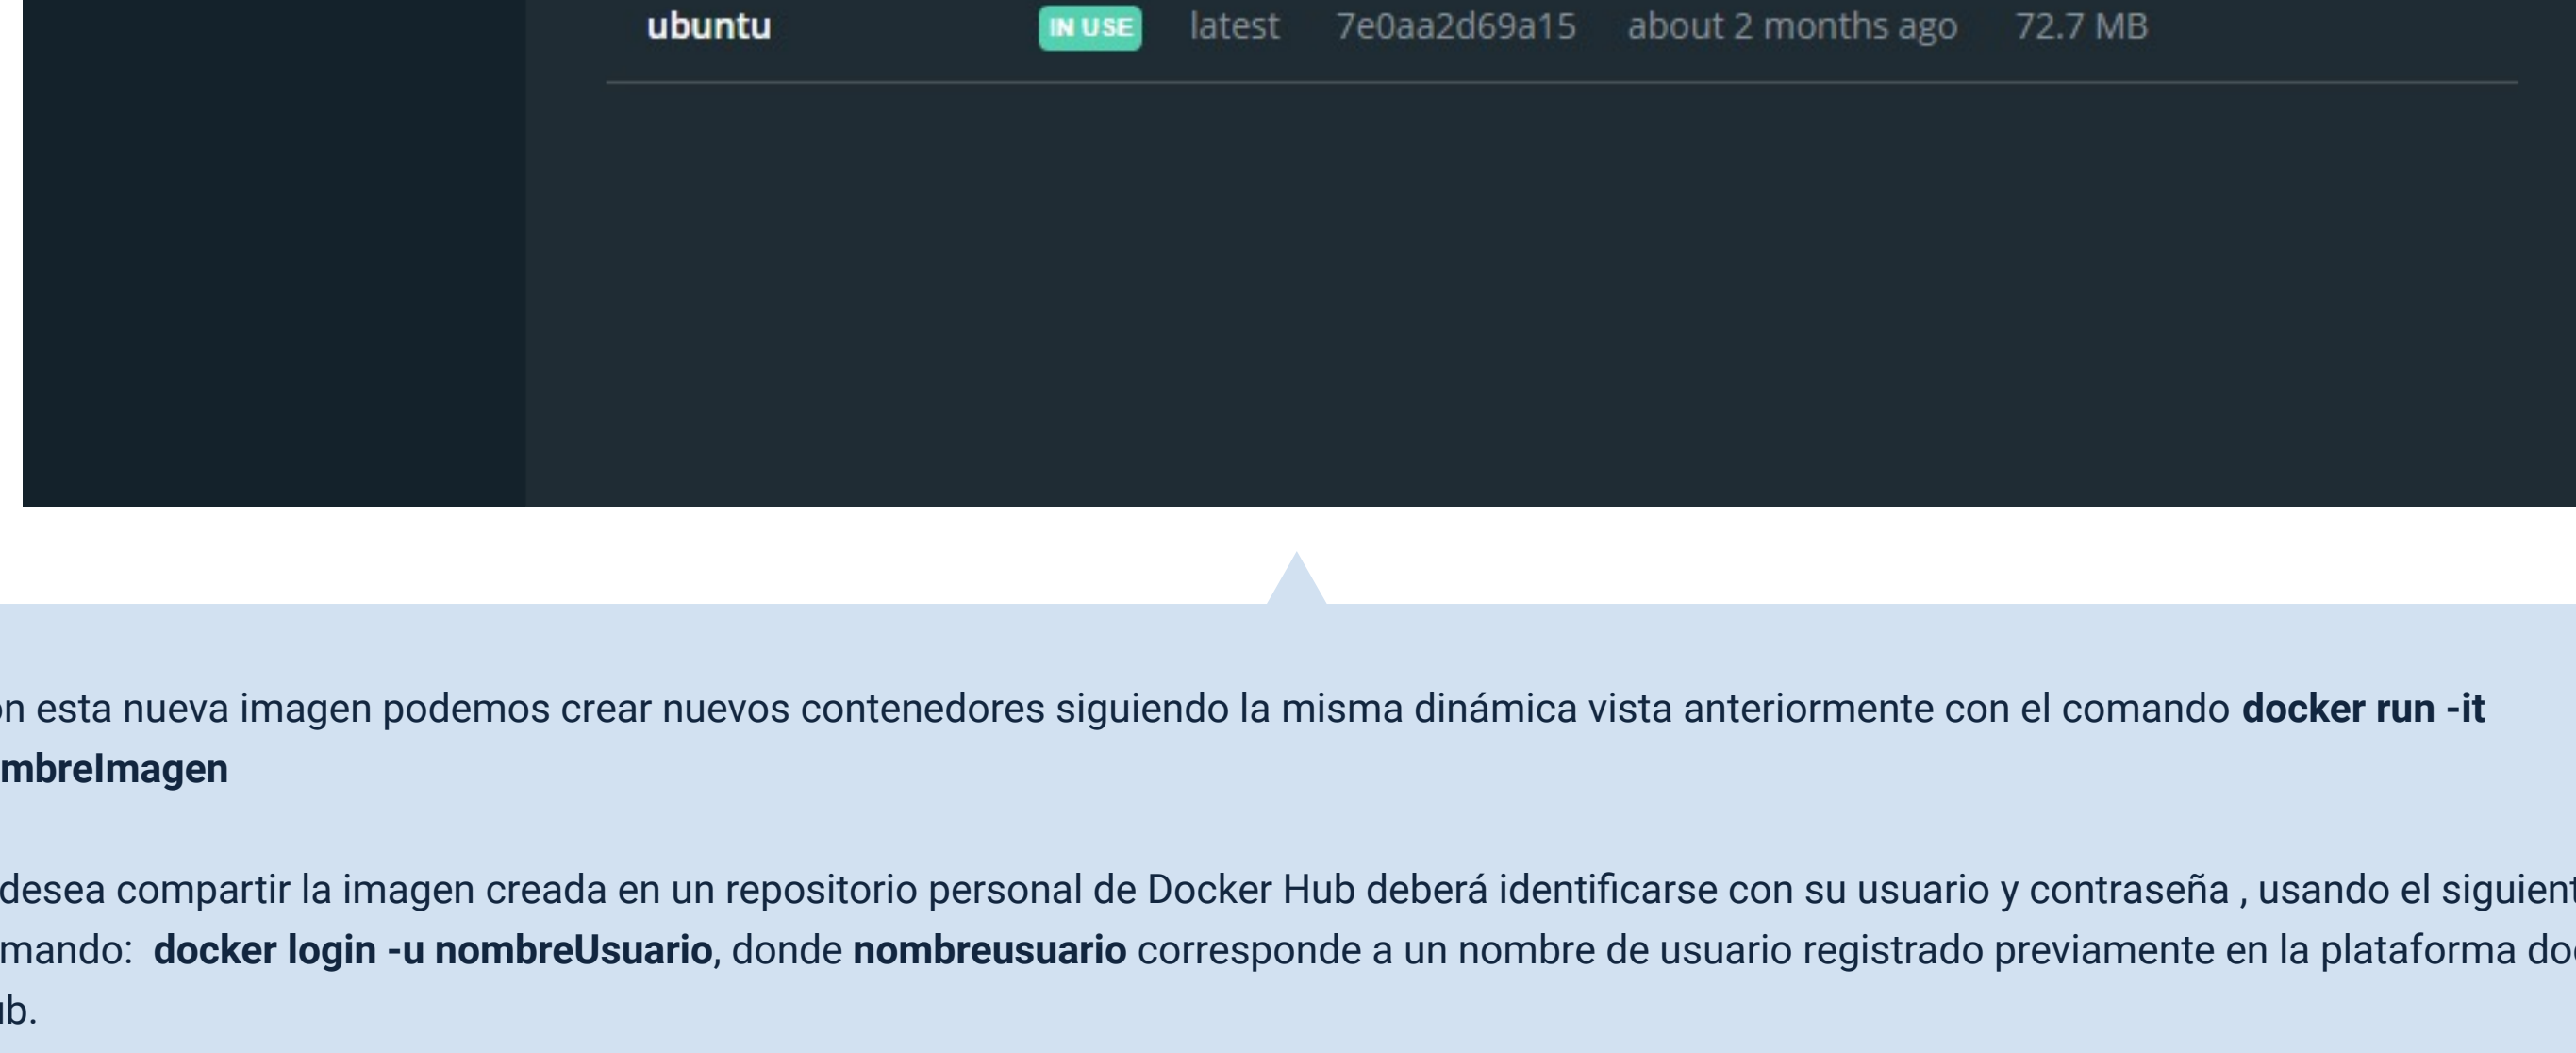 ubuntu IN USE latest 7e0aa2d69a15 about 2 months ago 72.7 MB
on esta nueva imagen podemos crear nuevos contenedores siguiendo la misma dinámica vista anteriormente con el comando docker run -it
mbreImagen
desea compartir la imagen creada en un repositorio personal de Docker Hub deberá identificarse con su usuario y contraseña , usando el siguient
mando: docker login -u nombreUsuario, donde nombreusuario corresponde a un nombre de usuario registrado previamente en la plataforma doc
ub.